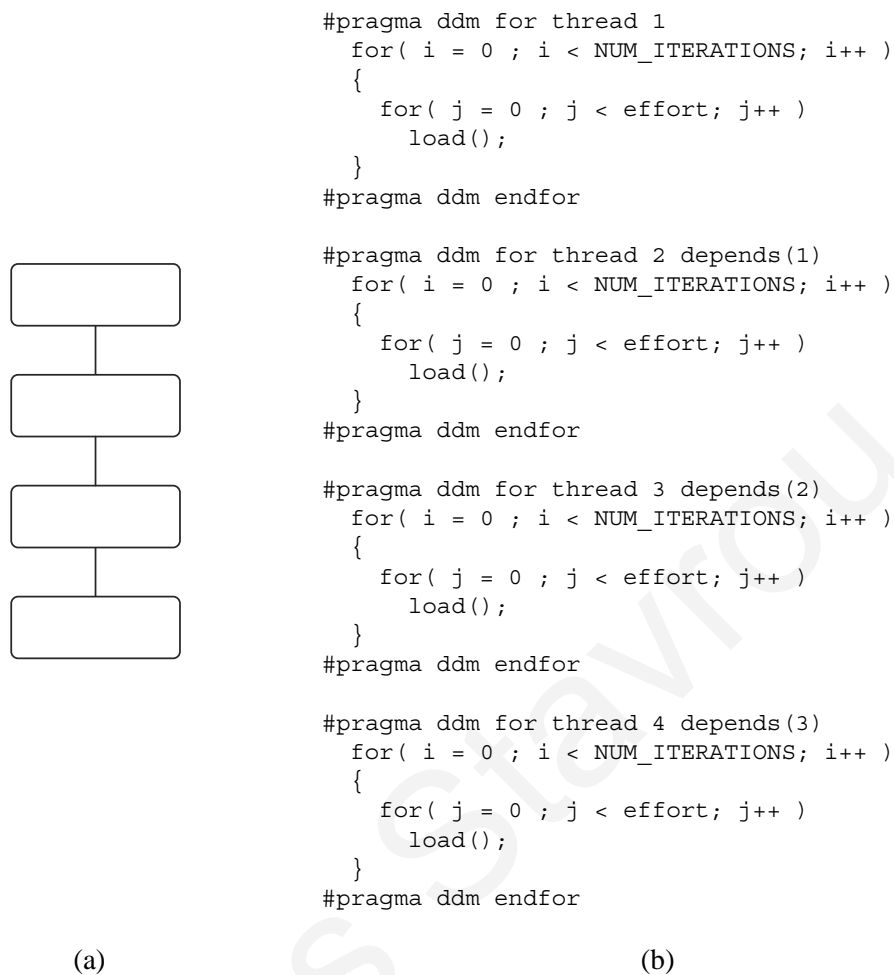 #pragma ddm for thread 1
for( i = 0 ; i < NUM_ITERATIONS; i++ )
{
for( j = 0 ; j < effort; j++ )
load();
}
#pragma ddm endfor
#pragma ddm for thread 2 depends(1)
for( i = 0 ; i < NUM_ITERATIONS; i++ )
{
for( j = 0 ; j < effort; j++ )
load();
}
#pragma ddm endfor
#pragma ddm for thread 3 depends(2)
for( i = 0 ; i < NUM_ITERATIONS; i++ )
{
for( j = 0 ; j < effort; j++ )
load();
}
#pragma ddm endfor
#pragma ddm for thread 4 depends(3)
for( i = 0 ; i < NUM_ITERATIONS; i++ )
{
for( j = 0 ; j < effort; j++ )
load();
}
#pragma ddm endfor
(a) (b)
s Stavrou